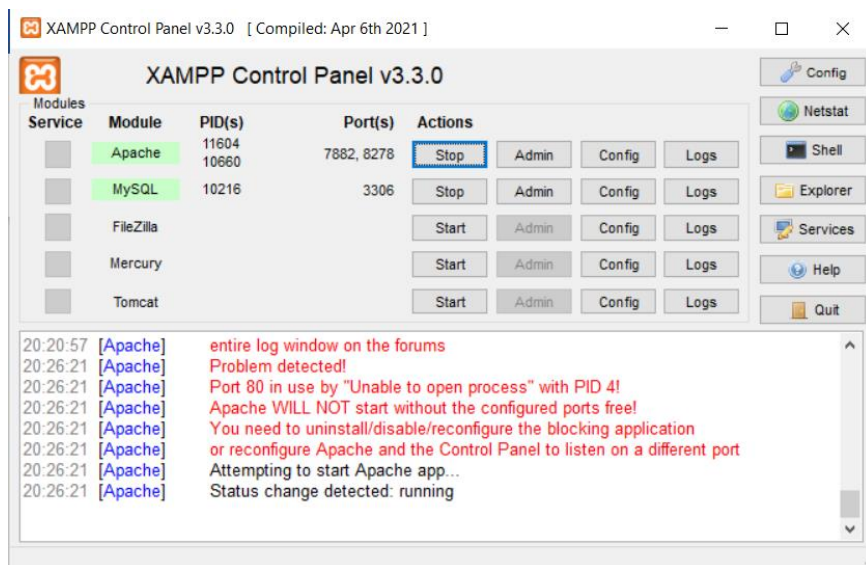 XAMPP Control Panel v3.3.0 [ Compiled: Apr 6th 2021 ]
XAMPP Control Panel v3.3.0
Modules
Service Module PID(s) Port(s) Actions
Apache 11604 10660 7882, 8278 Stop Admin Config Logs
MySQL 10216 3306 Stop Admin Config Logs
FileZilla Start Admin Config Logs
Mercury Start Admin Config Logs
Tomcat Start Admin Config Logs
Config
Netstat
Shell
Explorer
Services
Help
Quit
20:20:57 [Apache] entire log window on the forums
20:26:21 [Apache] Problem detected!
20:26:21 [Apache] Port 80 in use by "Unable to open process" with PID 4!
20:26:21 [Apache] Apache WILL NOT start without the configured ports free!
20:26:21 [Apache] You need to uninstall/disable/reconfigure the blocking application
20:26:21 [Apache] or reconfigure Apache and the Control Panel to listen on a different port
20:26:21 [Apache] Attempting to start Apache app...
20:26:21 [Apache] Status change detected: running